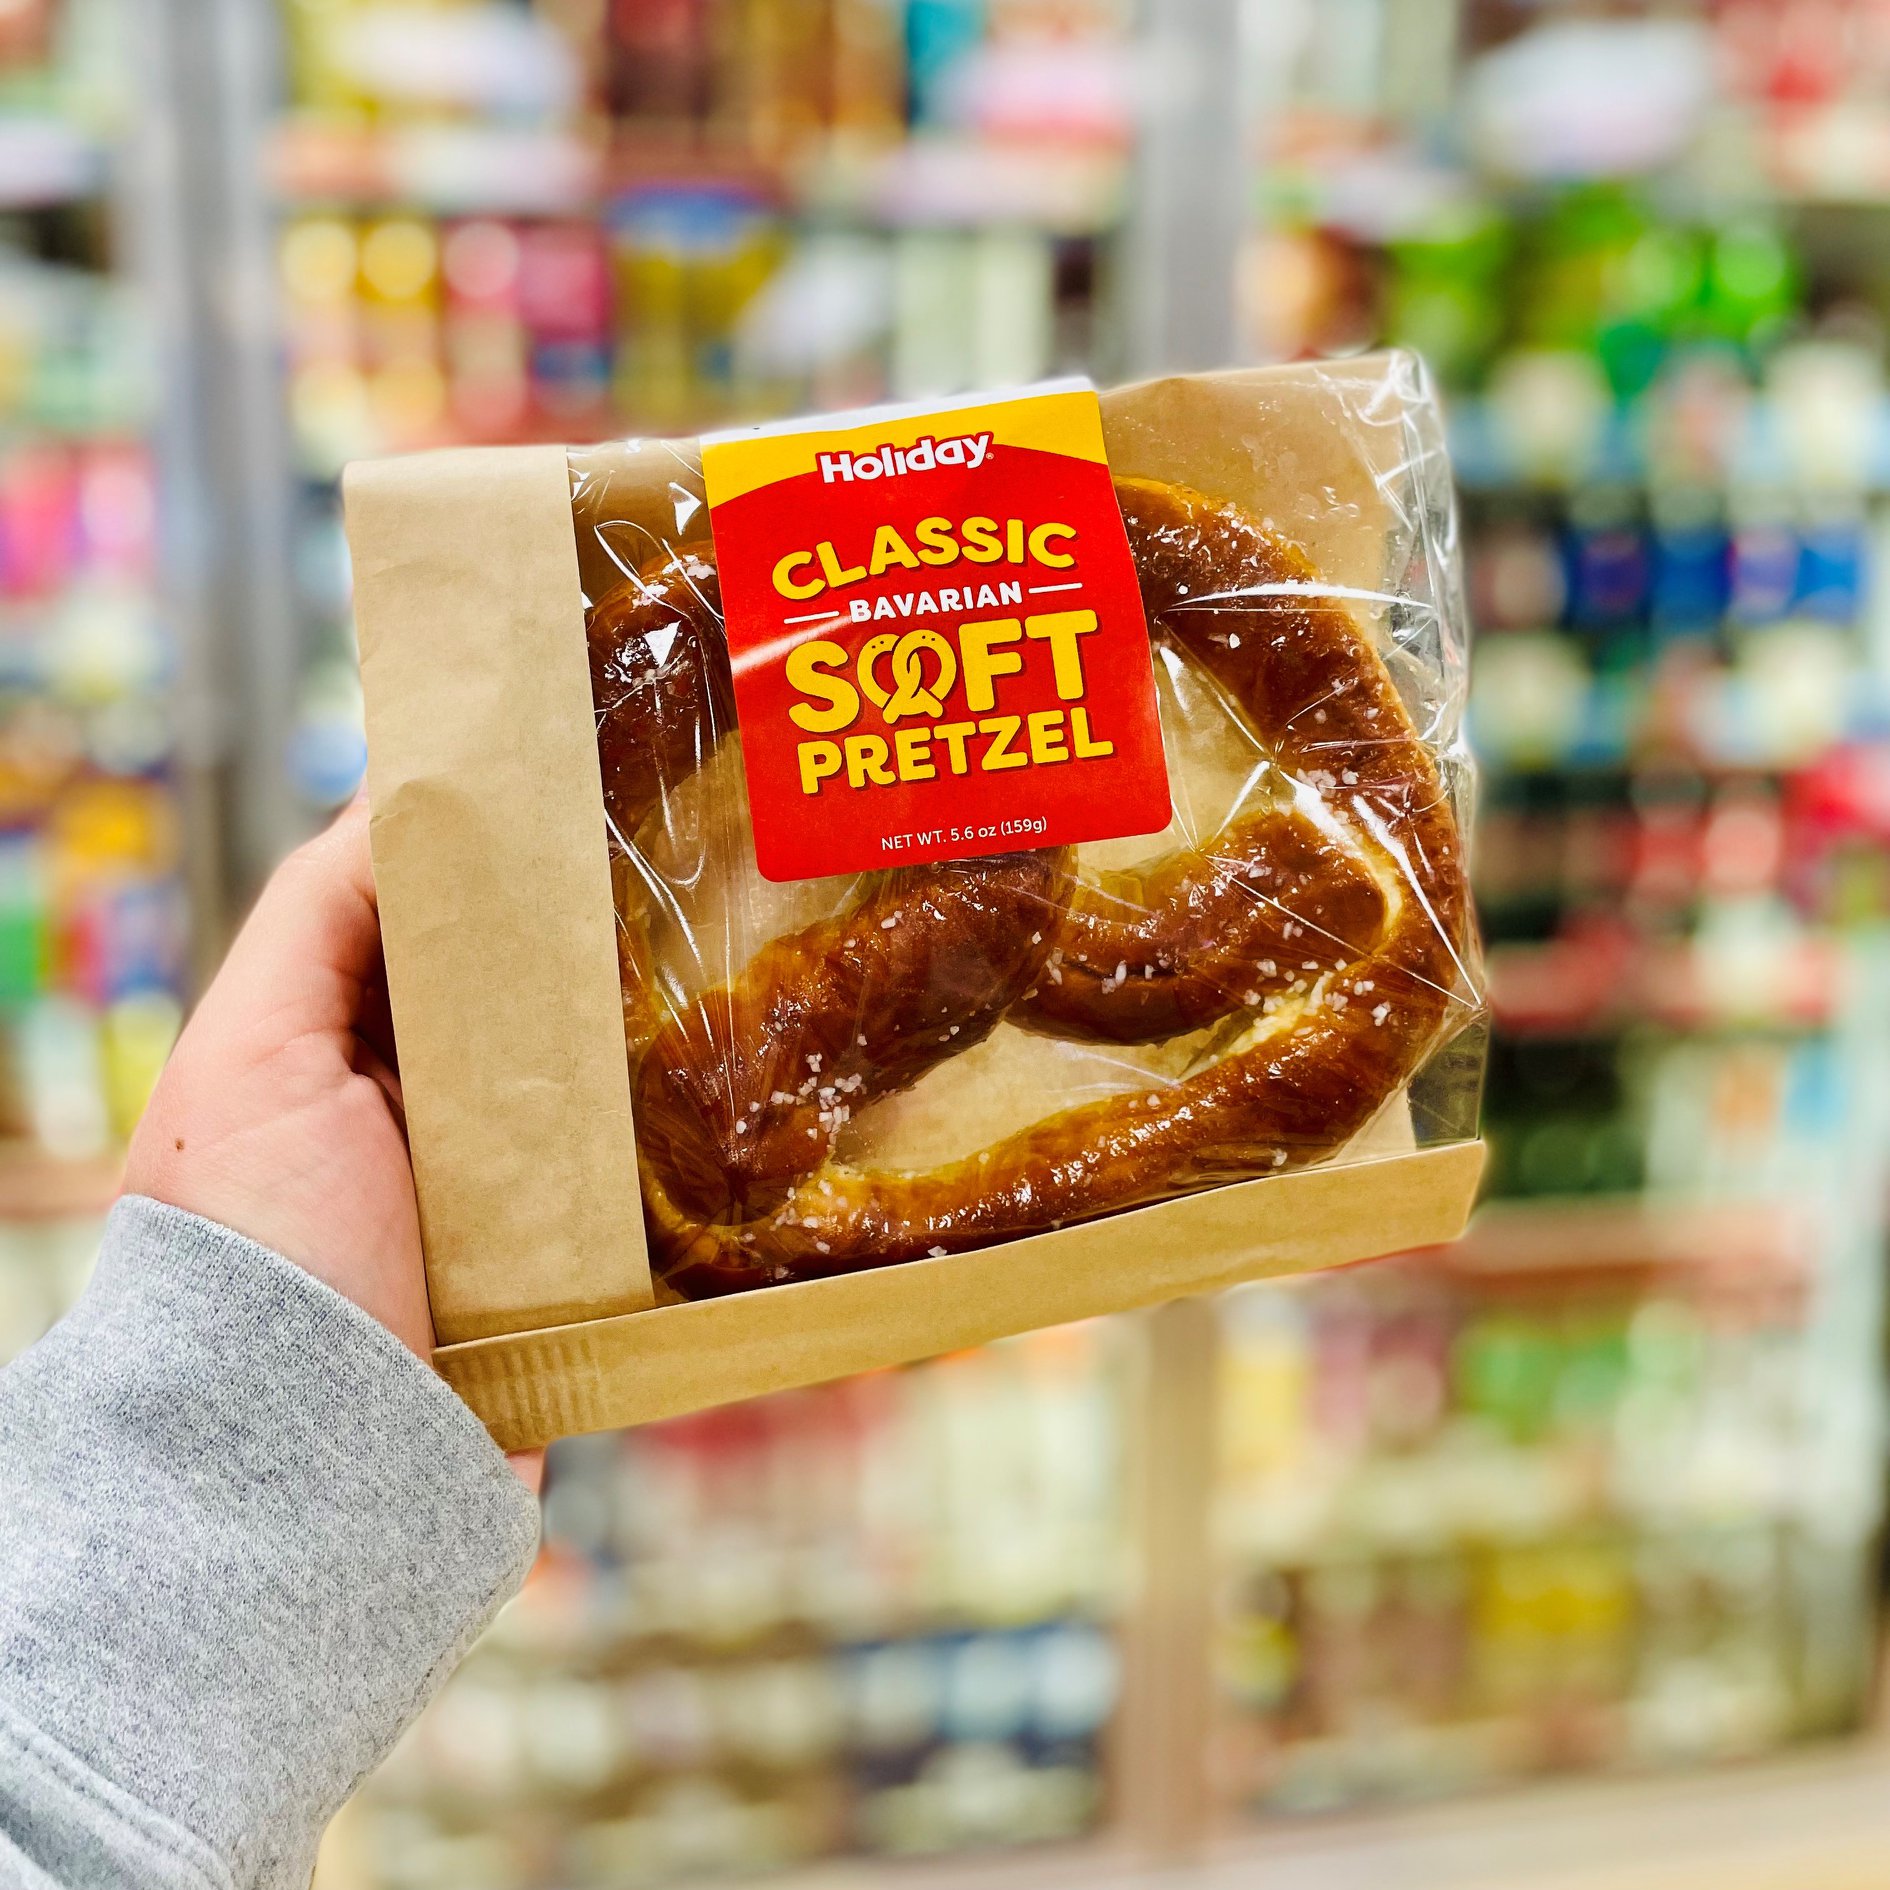 Holiday®
CLASSIC
BAVARIAN
SOFT
PRETZEL
NET WT. 5.6 oz (159g)